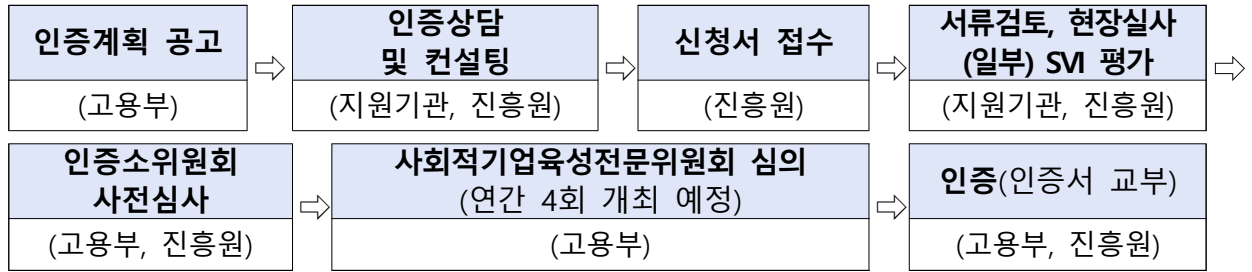 인증계획 공고
(고용부)
⇨
인증상담
및 컨설팅
(지원기관, 진흥원)
⇨
신청서 접수
(진흥원)
⇨
서류검토, 현장실사
(일부) SVI 평가
(지원기관, 진흥원)
⇨
인증소위원회
사전심사
(고용부, 진흥원)
⇨
사회적기업육성전문위원회 심의
(연간 4회 개최 예정)
(고용부)
⇨
인증(인증서 교부)
(고용부, 진흥원)